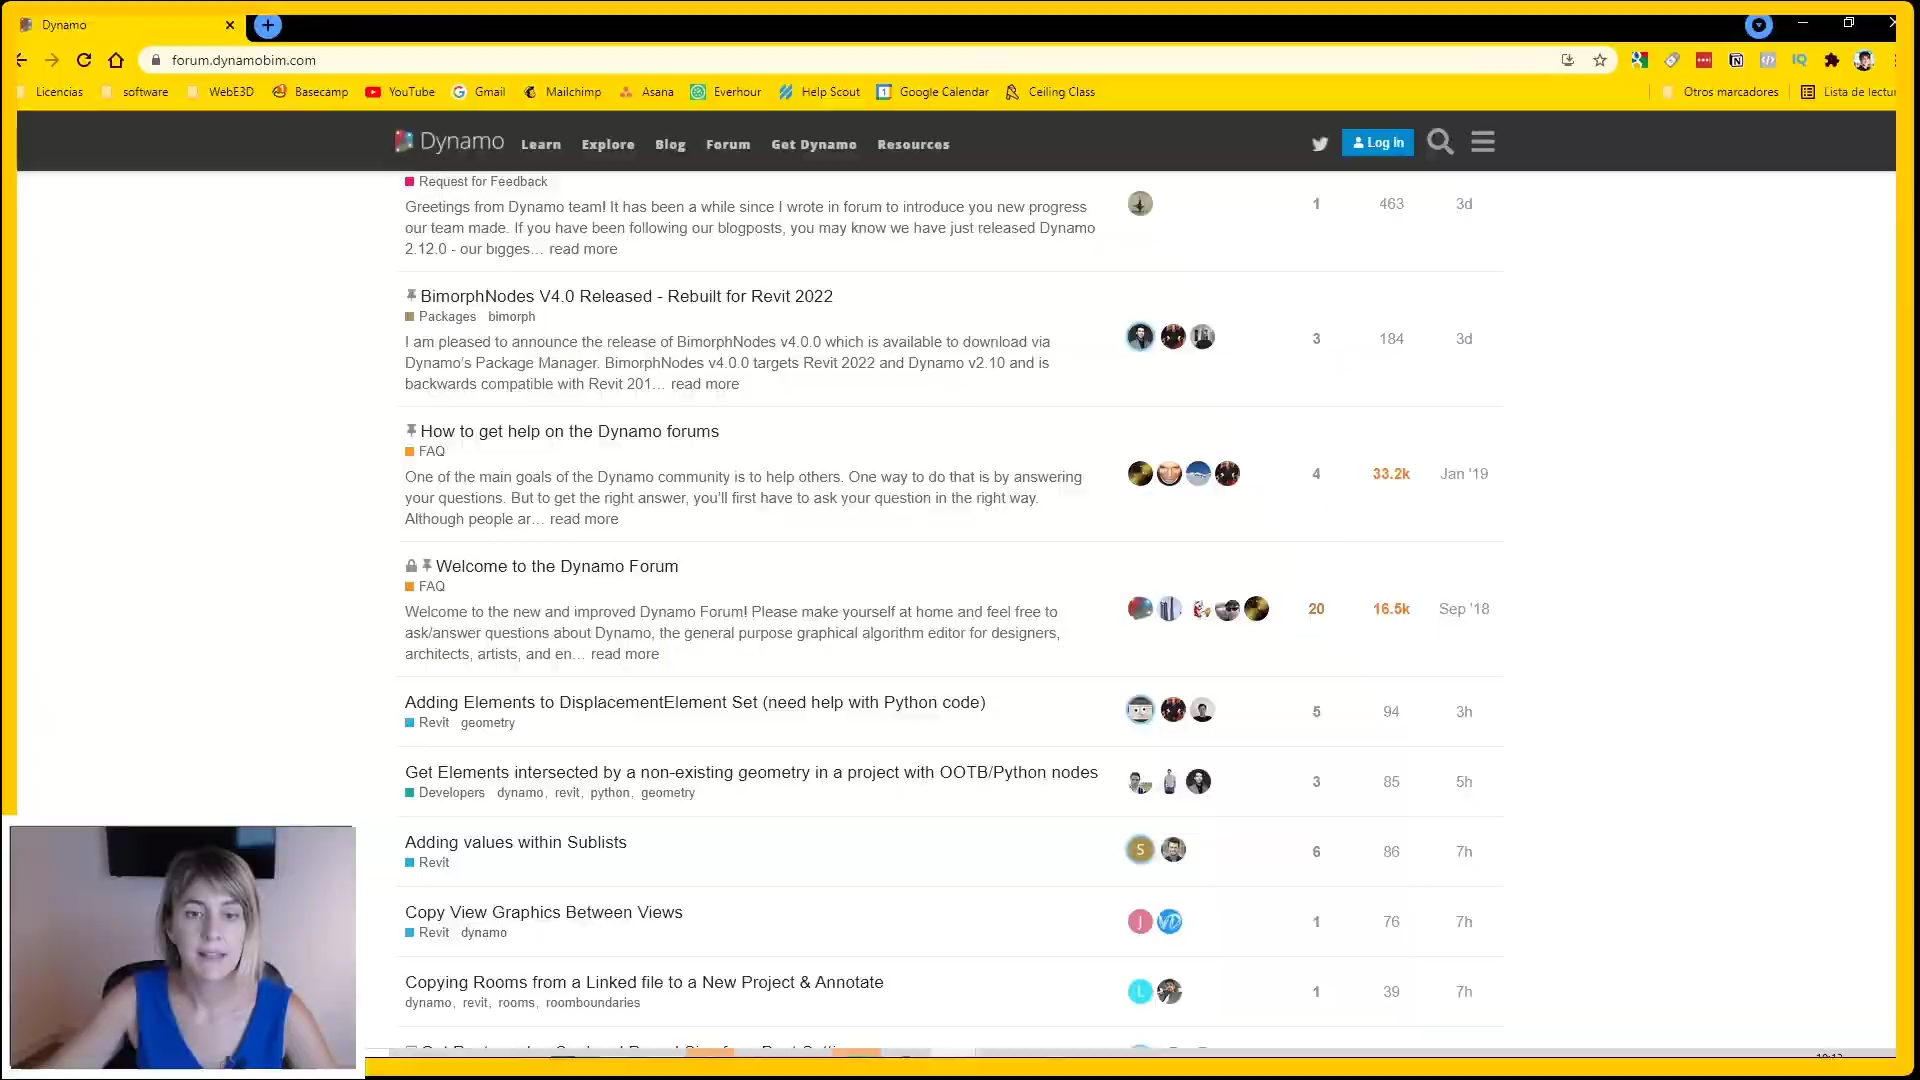 Dynamo
forum.dynamobim.com
Licencias software WebE3D Basecamp YouTube Gmail Mailchimp Asana Everhour Help Scout Google Calendar Ceiling Class Otros marcadores Lista de lectur
Dynamo Learn Explore Blog Forum Get Dynamo Resources Log In
Request for Feedback
Greetings from Dynamo team! It has been a while since I wrote in forum to introduce you new progress
our team made. If you have been following our blogposts, you may know we have just released Dynamo
2.12.0 - our bigges… read more
1 463 3d
BimorphNodes V4.0 Released - Rebuilt for Revit 2022
Packages bimorph
I am pleased to announce the release of BimorphNodes v4.0.0 which is available to download via
Dynamo's Package Manager. BimorphNodes v4.0.0 targets Revit 2022 and Dynamo v2.10 and is
backwards compatible with Revit 201… read more
3 184 3d
How to get help on the Dynamo forums
FAQ
One of the main goals of the Dynamo community is to help others. One way to do that is by answering
your questions. But to get the right answer, you'll first have to ask your question in the right way.
Although people ar… read more
4 33.2k Jan '19
Welcome to the Dynamo Forum
FAQ
Welcome to the new and improved Dynamo Forum! Please make yourself at home and feel free to
ask/answer questions about Dynamo, the general purpose graphical algorithm editor for designers,
architects, artists, and en… read more
20 16.5k Sep '18
Adding Elements to DisplacementElement Set (need help with Python code)
Revit geometry
5 94 3h
Get Elements intersected by a non-existing geometry in a project with OOTB/Python nodes
Developers dynamo, revit, python, geometry
3 85 5h
Adding values within Sublists
Revit
S 6 86 7h
Copy View Graphics Between Views
Revit dynamo
J 1 76 7h
Copying Rooms from a Linked file to a New Project & Annotate
dynamo, revit, rooms, roomboundaries
L 1 39 7h